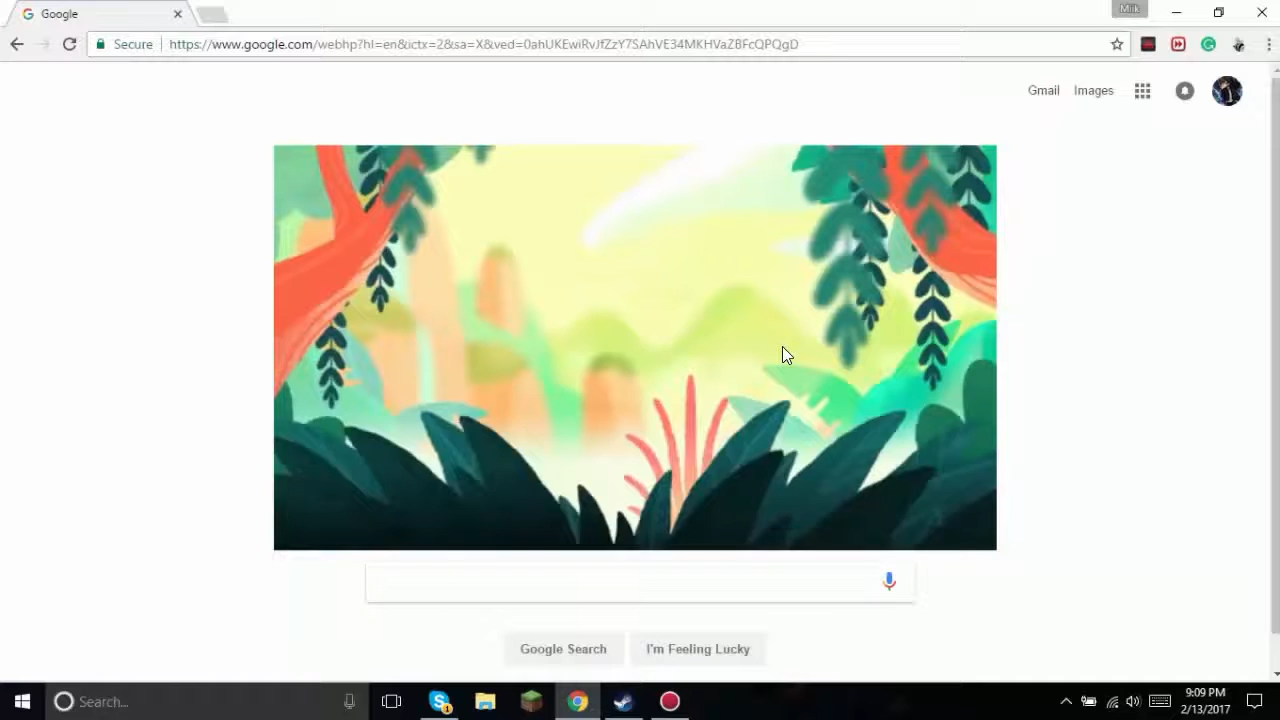 Google
Milk
Secure
https://www.google.com/webhp?hl=en&ictx=2&sa=X&ved=0ahUKEwiRvJfZzY7SAhVE34MKHVaZBFcQPQgD
Gmail Images
Google Search I'm Feeling Lucky
Search...
9:09 PM
2/13/2017